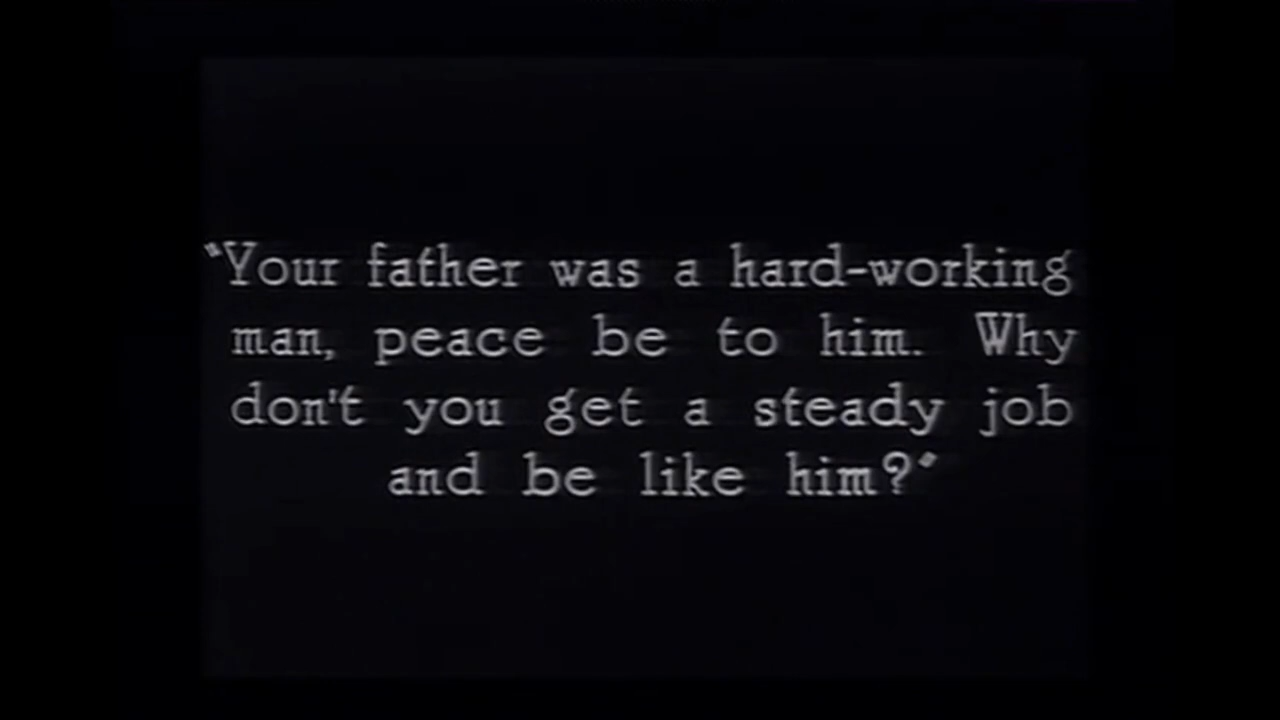 "Your father was a hard-working
man, peace be to him. Why
don't you get a steady job
and be like him?"